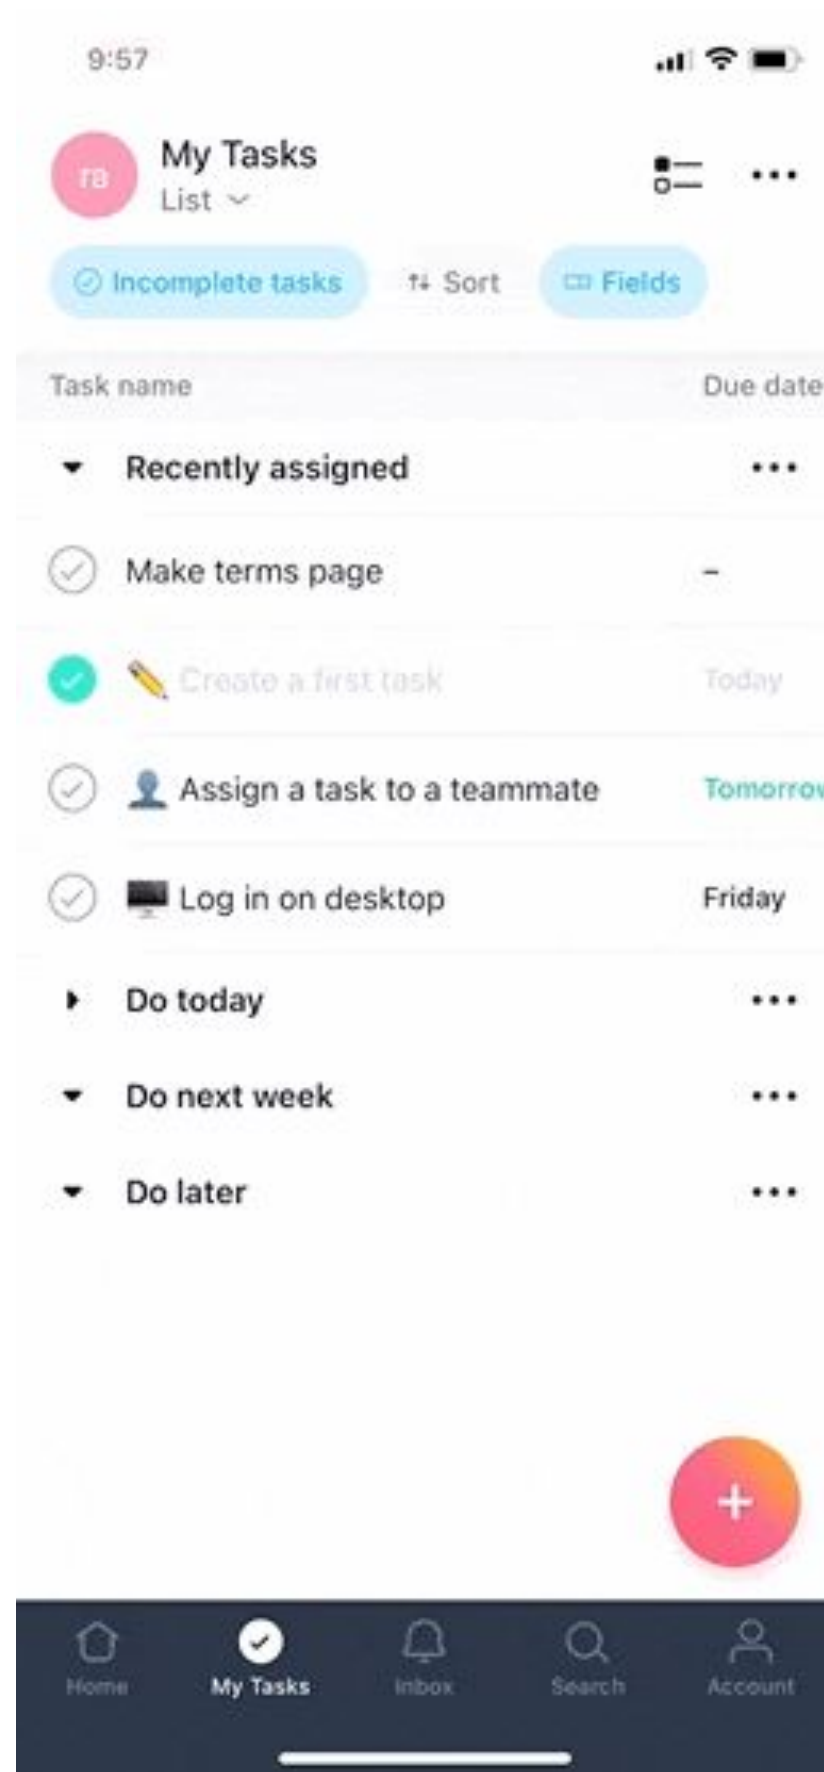 9:57
My Tasks
List
Incomplete tasks
Sort
Fields
Task name Due date
Recently assigned
Make terms page –
Create a first task Today
Assign a task to a teammate Tomorrow
Log in on desktop Friday
Do today
Do next week
Do later
Home My Tasks Inbox Search Account